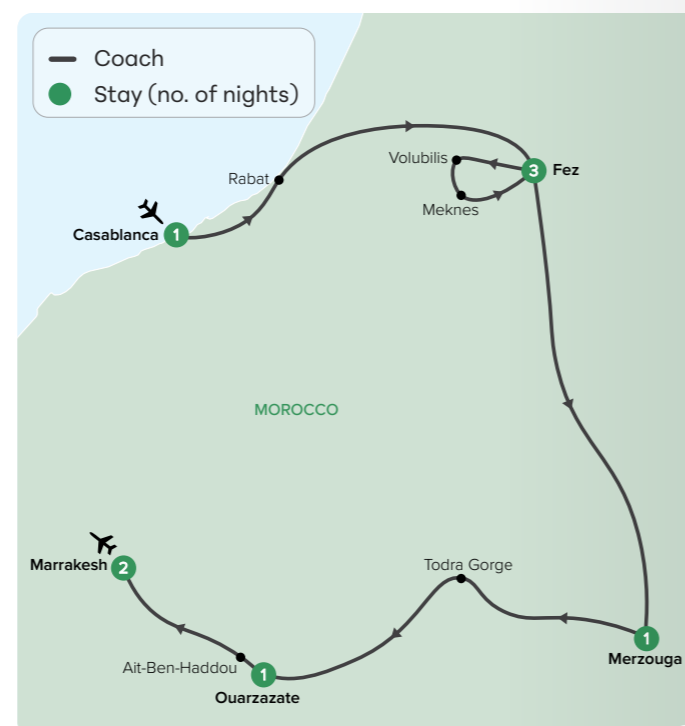 Coach
Stay (no. of nights)
Volubilis
3 Fez
Rabat
Meknes
Casablanca 1
MOROCCO
Marrakesh 2
Todra Gorge
1
Merzouga
Ait-Ben-Haddou
1
Ouarzazate